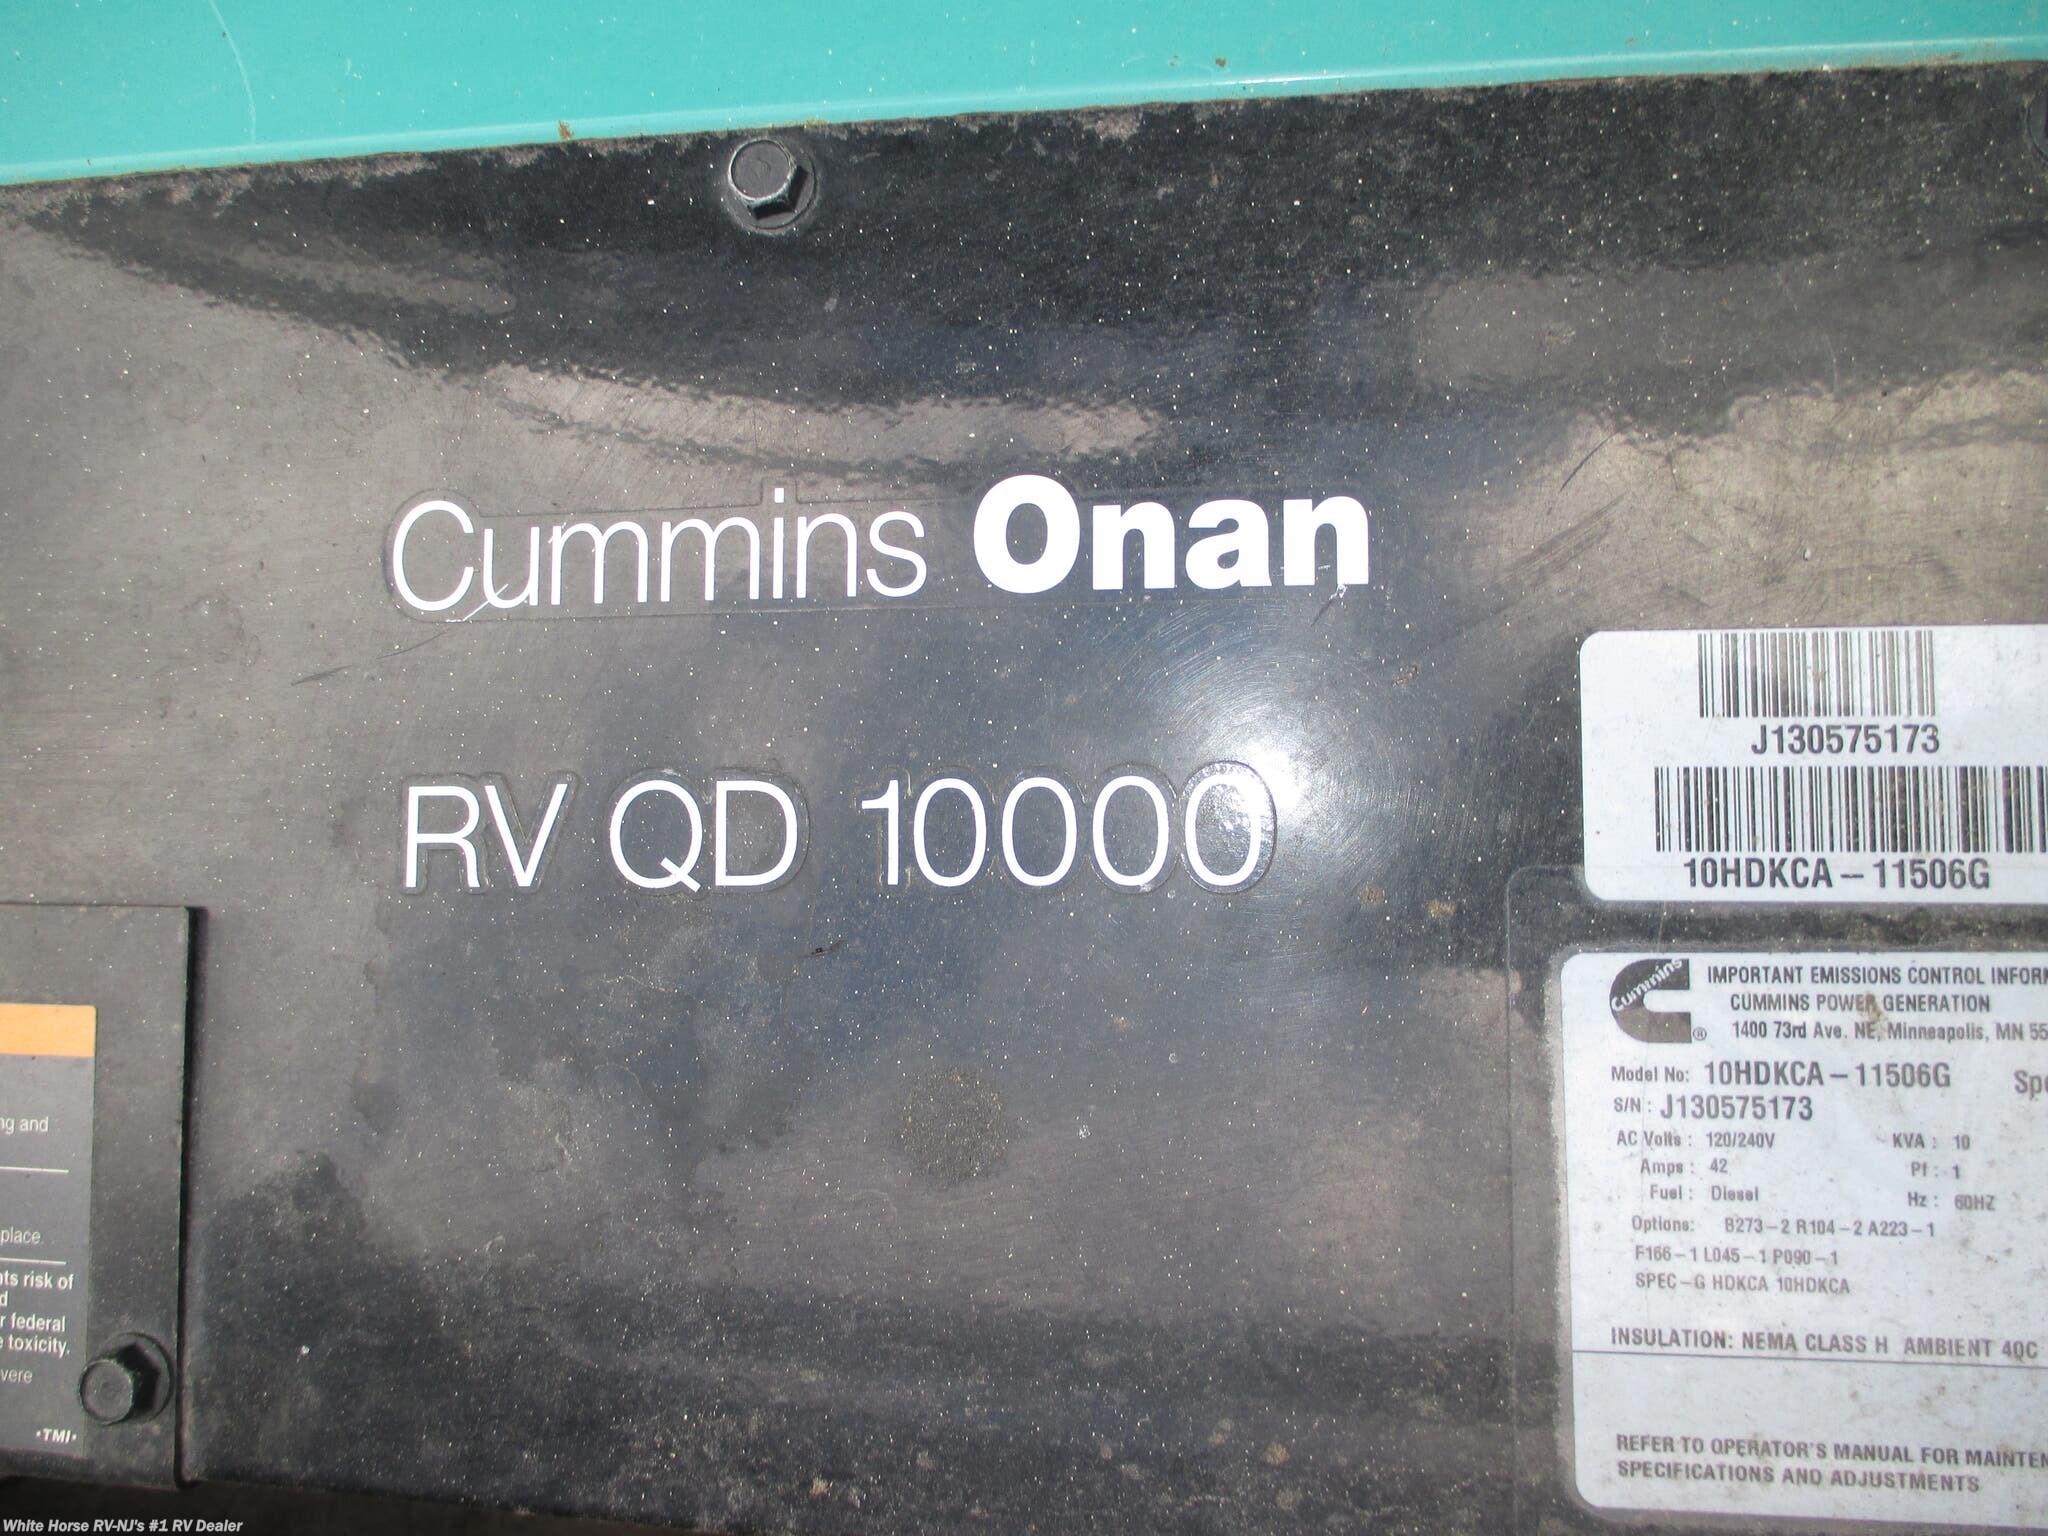 Cummins Onan
RV QD 10000
J130575173
10HDKCA – 11506G
Cummins
IMPORTANT EMISSIONS CONTROL INFORM
CUMMINS POWER GENERATION
® 1400 73rd Ave. NE, Minneapolis, MN 55
Model No: 10HDKCA – 11506G Spe
S/N : J130575173
AC Volts : 120/240V KVA : 10
Amps : 42 Pf : 1
Fuel : Diesel Hz : 60HZ
Options: B273-2 R104-2 A223-1
F166-1 L045-1 P090-1
SPEC-G HDKCA 10HDKCA
INSULATION: NEMA CLASS H AMBIENT 40C
REFER TO OPERATOR'S MANUAL FOR MAINTEN
SPECIFICATIONS AND ADJUSTMENTS
ng and
place.
nts risk of
d
r federal
e toxicity.
vere
•TMI•
White Horse RV-NJ's #1 RV Dealer